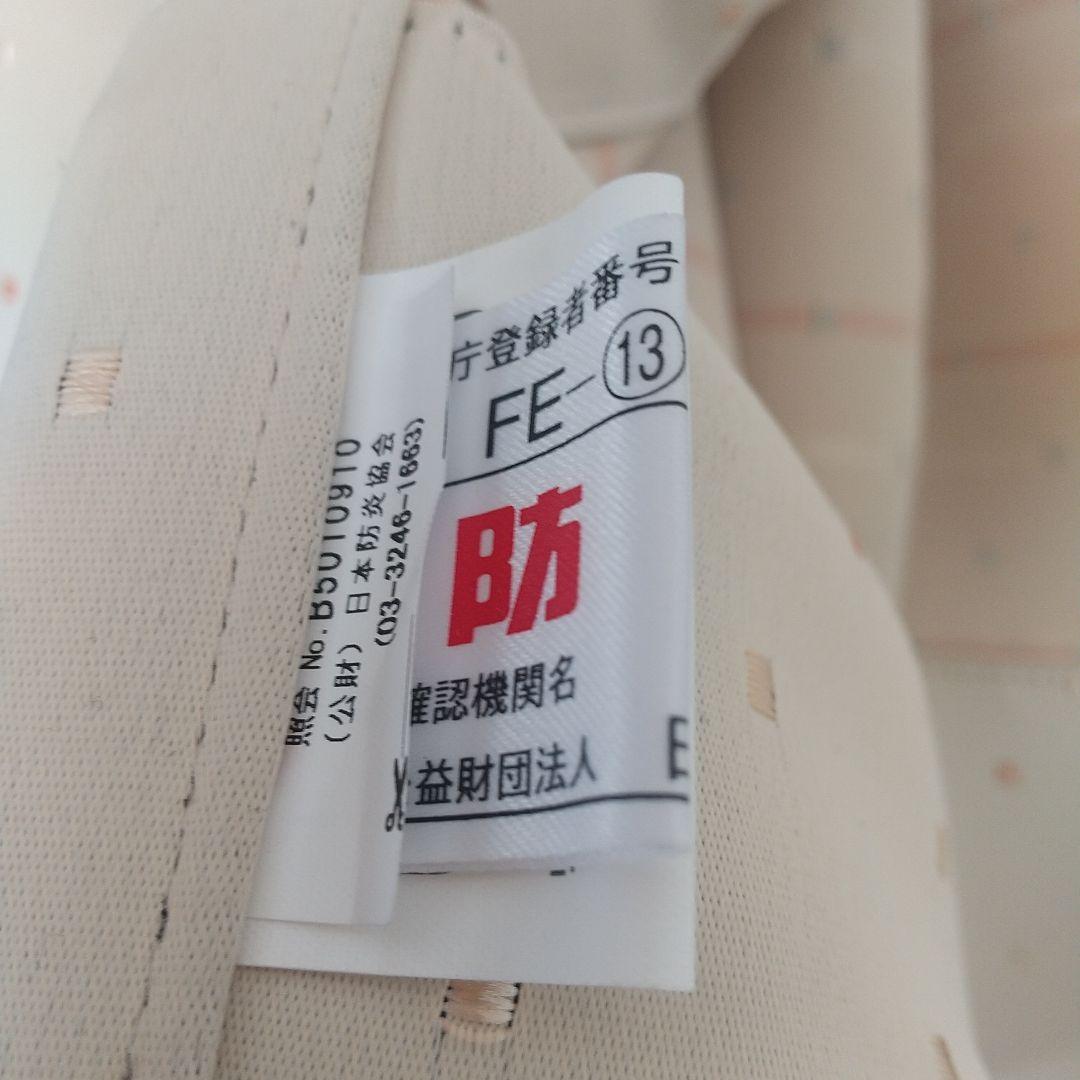 庁登録者番号
FE-⑬
防
確認機関名
益財団法人
照会 No.B5010910
(公財) 日本防炎協会
(03-3246-1663)